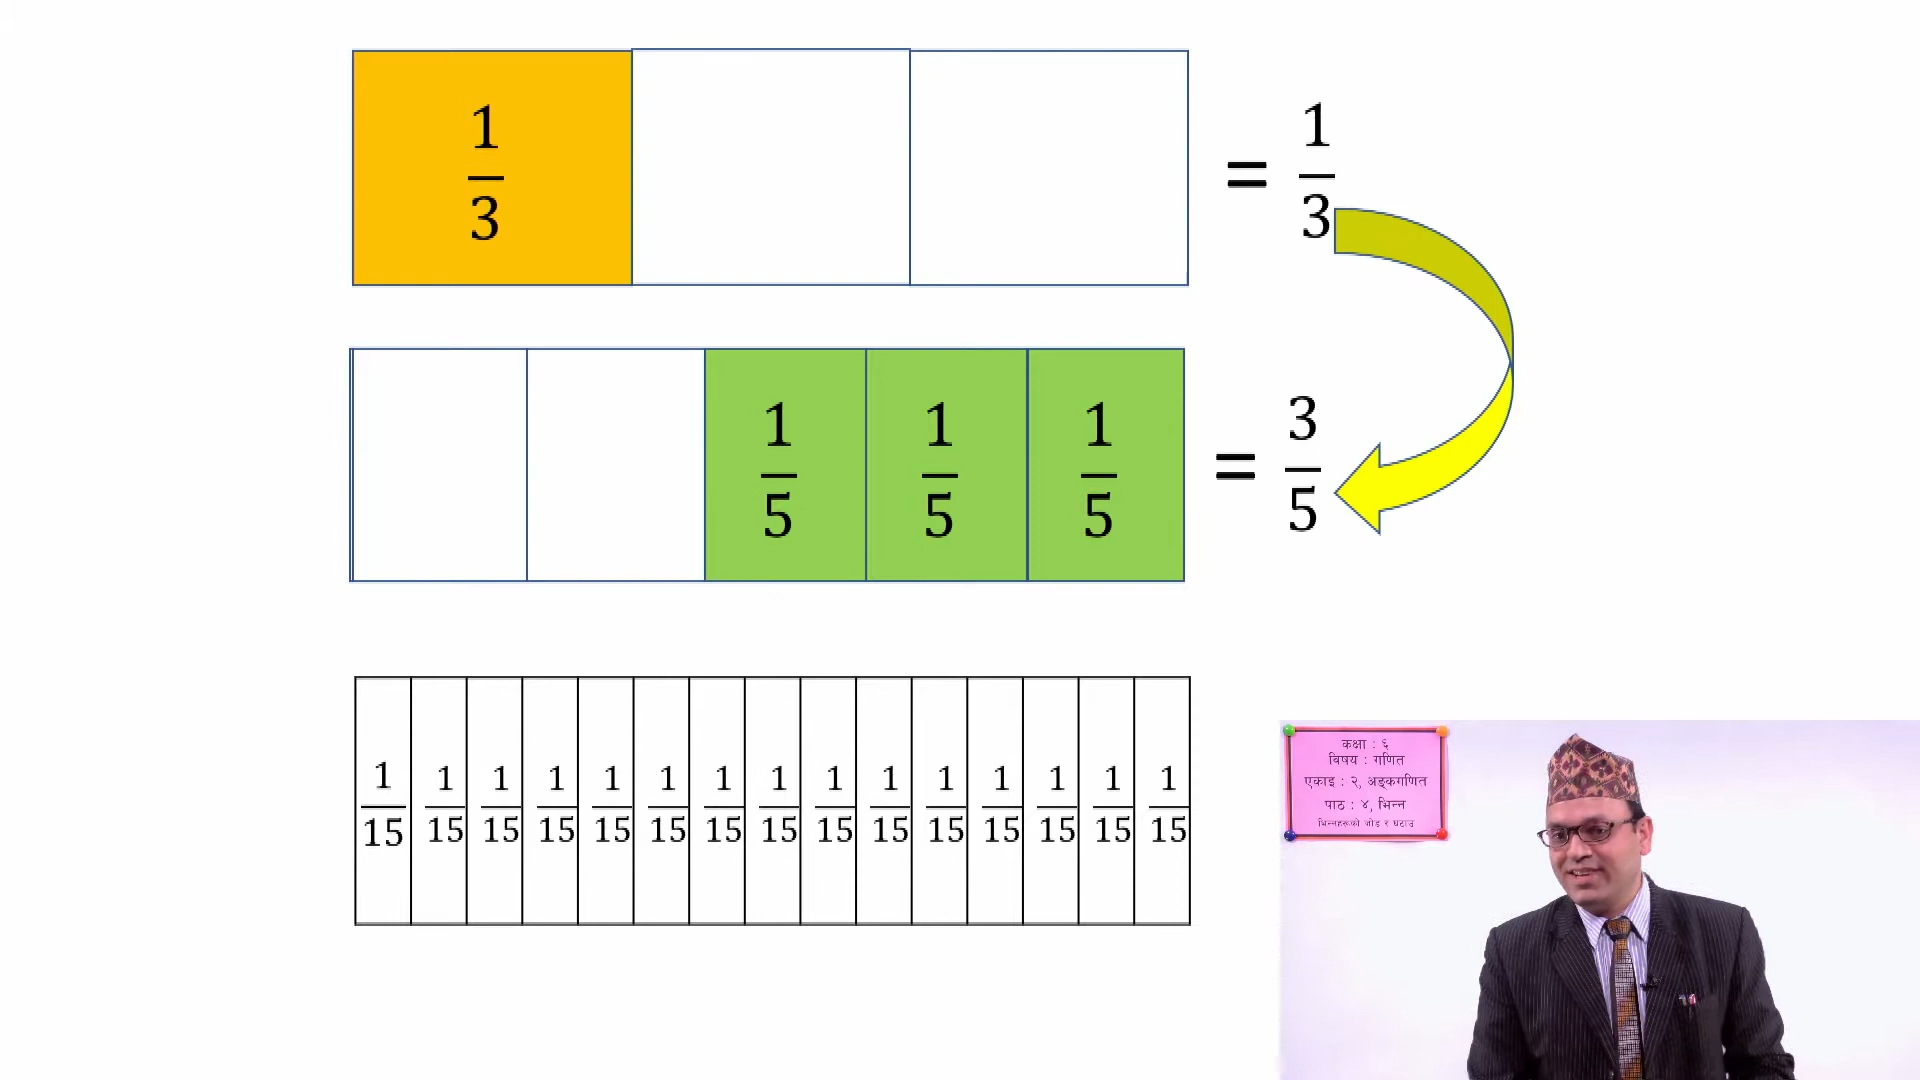 1/3 = 1/3
1/5 1/5 1/5 = 3/5
1/15 1/15 1/15 1/15 1/15 1/15 1/15 1/15 1/15 1/15 1/15 1/15 1/15 1/15 1/15
कक्षा : ६
विषय : गणित
एकाइ : २, अङ्कगणित
पाठ : ४, भिन्न
भिन्नहरूको जोड र घटाउ